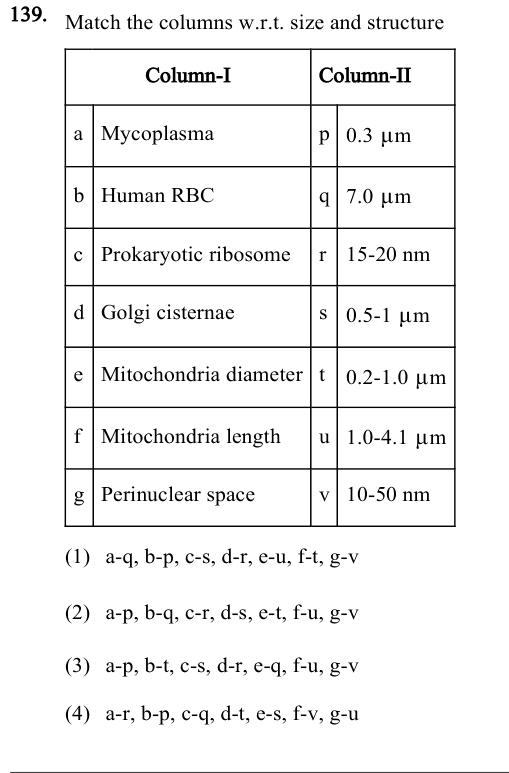 139. Match the columns w.r.t. size and structure
Column-I Column-II
a Mycoplasma p 0.3 μm
b Human RBC q 7.0 μm
c Prokaryotic ribosome r 15-20 nm
d Golgi cisternae s 0.5-1 μm
e Mitochondria diameter t 0.2-1.0 μm
f Mitochondria length u 1.0-4.1 μm
g Perinuclear space v 10-50 nm
(1) a-q, b-p, c-s, d-r, e-u, f-t, g-v
(2) a-p, b-q, c-r, d-s, e-t, f-u, g-v
(3) a-p, b-t, c-s, d-r, e-q, f-u, g-v
(4) a-r, b-p, c-q, d-t, e-s, f-v, g-u